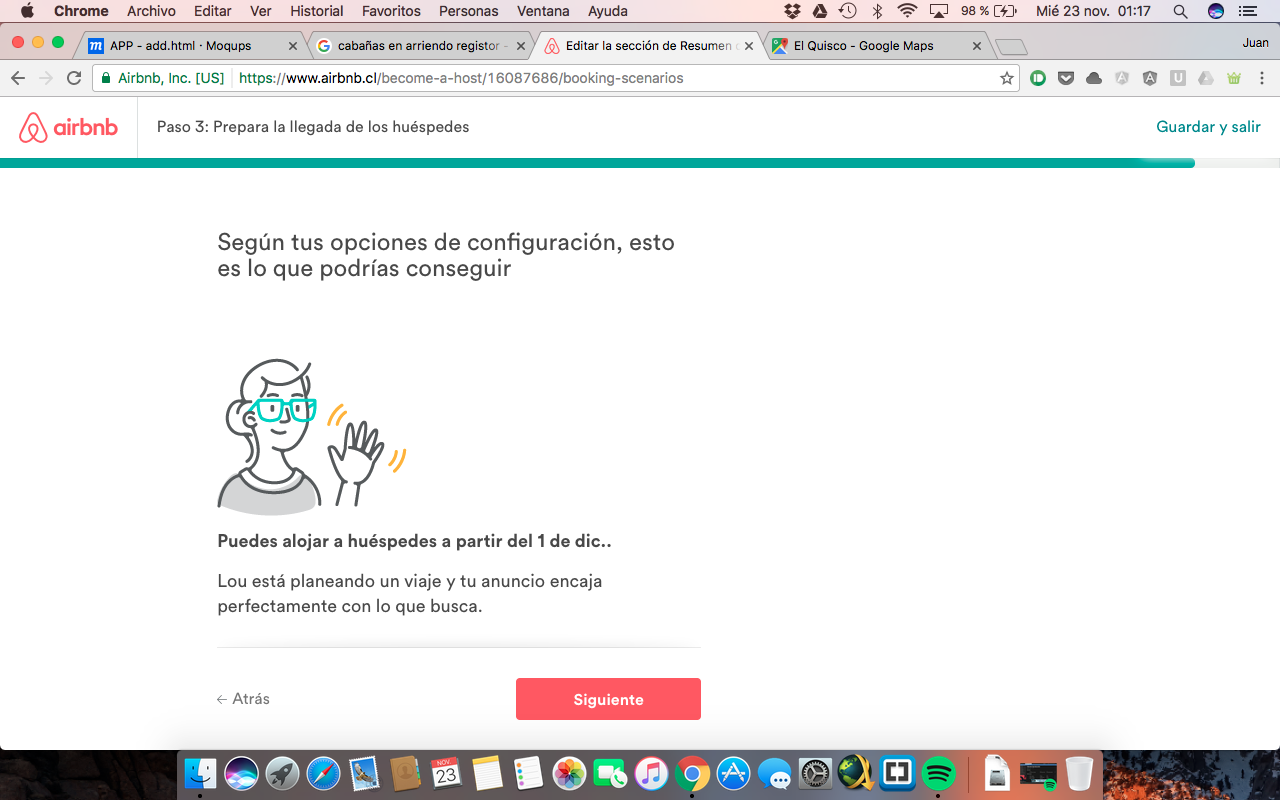 Chrome Archivo Editar Ver Historial Favoritos Personas Ventana Ayuda 98 % Mié 23 nov. 01:17
m APP - add.html · Moqups cabañas en arriendo registor - Editar la sección de Resumen El Quisco - Google Maps Juan
Airbnb, Inc. [US] https://www.airbnb.cl/become-a-host/16087686/booking-scenarios
airbnb Paso 3: Prepara la llegada de los huéspedes Guardar y salir
Según tus opciones de configuración, esto
es lo que podrías conseguir
Puedes alojar a huéspedes a partir del 1 de dic..
Lou está planeando un viaje y tu anuncio encaja
perfectamente con lo que busca.
← Atrás Siguiente
NOV
23